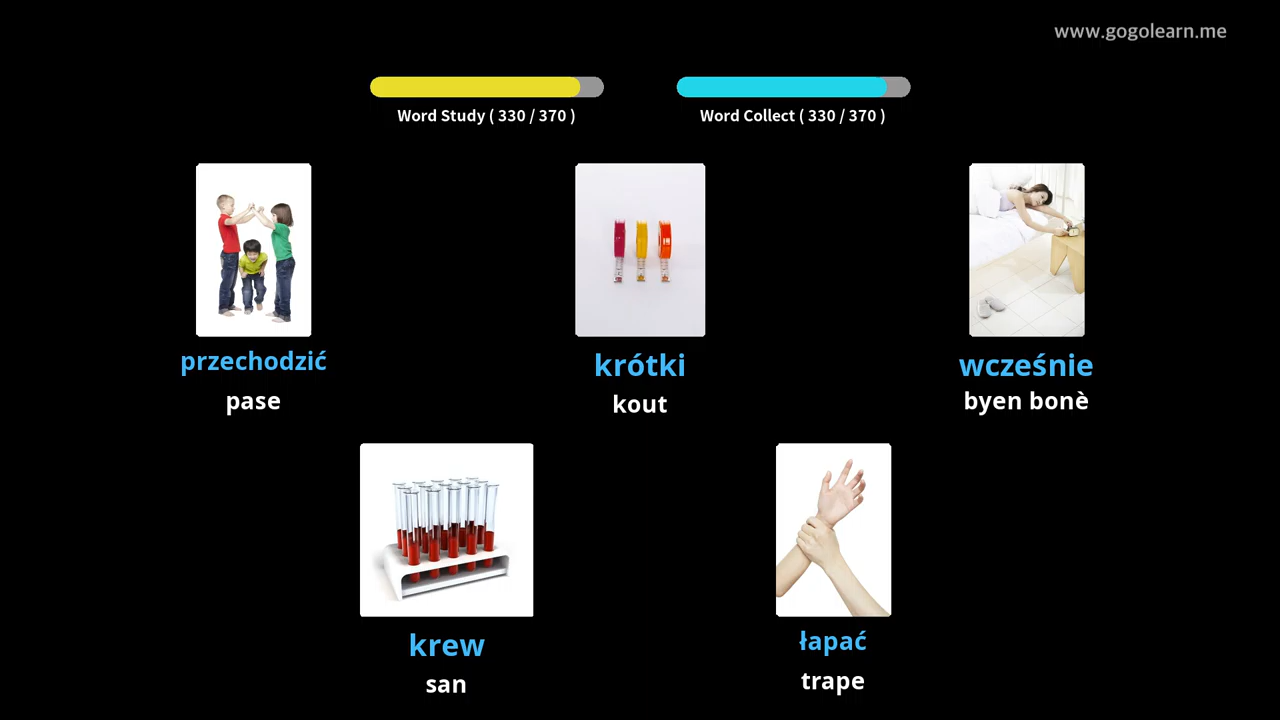 www.gogolearn.me
Word Study ( 330 / 370 )
Word Collect ( 330 / 370 )
przechodzić
pase
krótki
kout
wcześnie
byen bonè
krew
san
łapać
trape